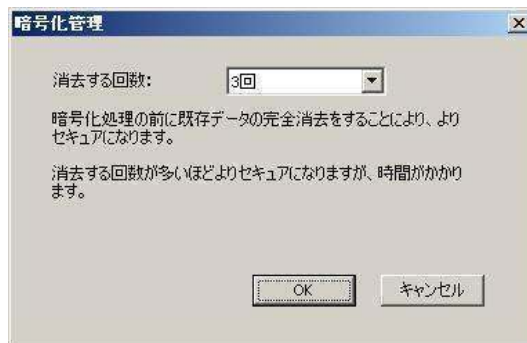 暗号化管理
消去する回数: 3回
暗号化処理の前に既存データの完全消去をすることにより、より
セキュアになります。
消去する回数が多いほどよりセキュアになりますが、時間がかかり
ます。
OK キャンセル